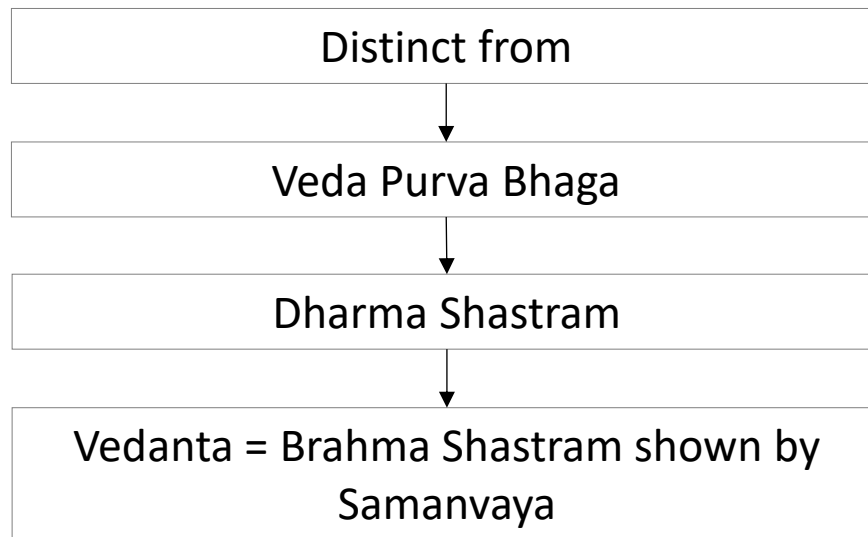 Distinct from
Veda Purva Bhaga
Dharma Shastram
Vedanta = Brahma Shastram shown by
Samanvaya